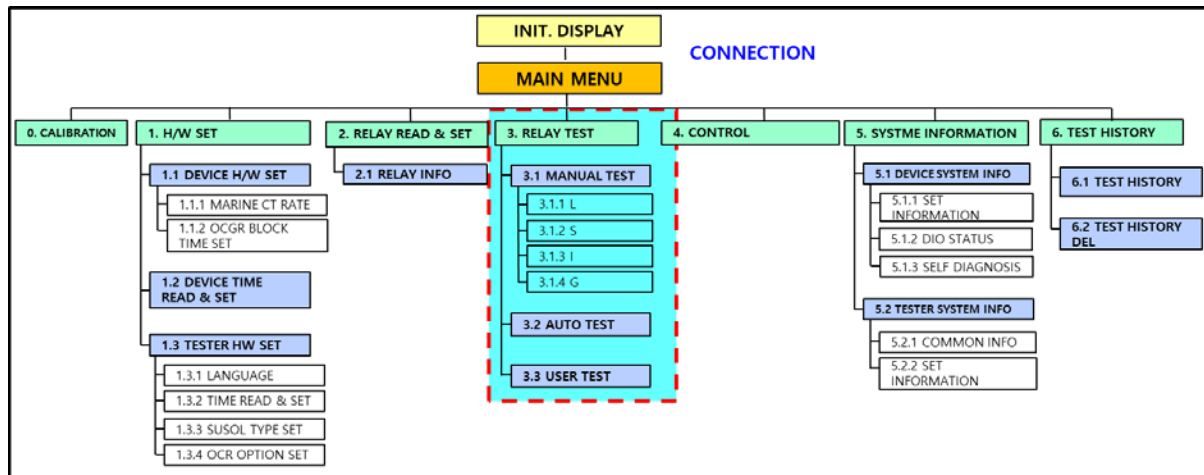 INIT. DISPLAY
CONNECTION
MAIN MENU
0. CALIBRATION
1. H/W SET
2. RELAY READ & SET
3. RELAY TEST
4. CONTROL
5. SYSTME INFORMATION
6. TEST HISTORY
1.1 DEVICE H/W SET
1.1.1 MARINE CT RATE
1.1.2 OCGR BLOCK
TIME SET
1.2 DEVICE TIME
READ & SET
1.3 TESTER HW SET
1.3.1 LANGUAGE
1.3.2 TIME READ & SET
1.3.3 SUSOL TYPE SET
1.3.4 OCR OPTION SET
2.1 RELAY INFO
3.1 MANUAL TEST
3.1.1 L
3.1.2 S
3.1.3 I
3.1.4 G
3.2 AUTO TEST
3.3 USER TEST
5.1 DEVICE SYSTEM INFO
5.1.1 SET
INFORMATION
5.1.2 DIO STATUS
5.1.3 SELF DIAGNOSIS
5.2 TESTER SYSTEM INFO
5.2.1 COMMON INFO
5.2.2 SET
INFORMATION
6.1 TEST HISTORY
6.2 TEST HISTORY
DEL